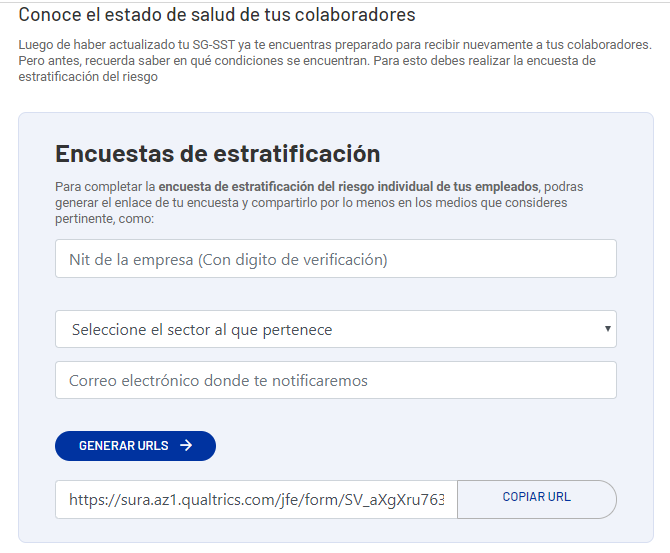 Conoce el estado de salud de tus colaboradores
Luego de haber actualizado tu SG-SST ya te encuentras preparado para recibir nuevamente a tus colaboradores.
Pero antes, recuerda saber en qué condiciones se encuentran. Para esto debes realizar la encuesta de
estratificación del riesgo
Encuestas de estratificación
Para completar la encuesta de estratificación del riesgo individual de tus empleados, podras
generar el enlace de tu encuesta y compartirlo por lo menos en los medios que consideres
pertinente, como:
Nit de la empresa (Con digito de verificación)
Seleccione el sector al que pertenece
Correo electrónico donde te notificaremos
GENERAR URLS →
https://sura.az1.qualtrics.com/jfe/form/SV_aXgXru763
COPIAR URL